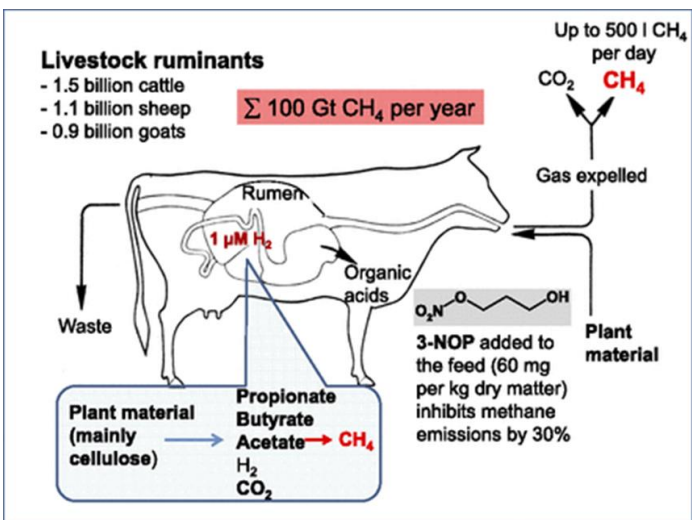 Livestock ruminants
- 1.5 billion cattle
- 1.1 billion sheep
- 0.9 billion goats
Σ 100 Gt CH₄ per year
Up to 500 l CH₄
per day
CO₂ CH₄
Gas expelled
Rumen
1 µM H₂
Organic
acids
Waste
O₂N O OH
3-NOP added to
the feed (60 mg
per kg dry matter)
inhibits methane
emissions by 30%
Plant
material
Plant material
(mainly
cellulose)
Propionate
Butyrate
Acetate CH₄
H₂
CO₂